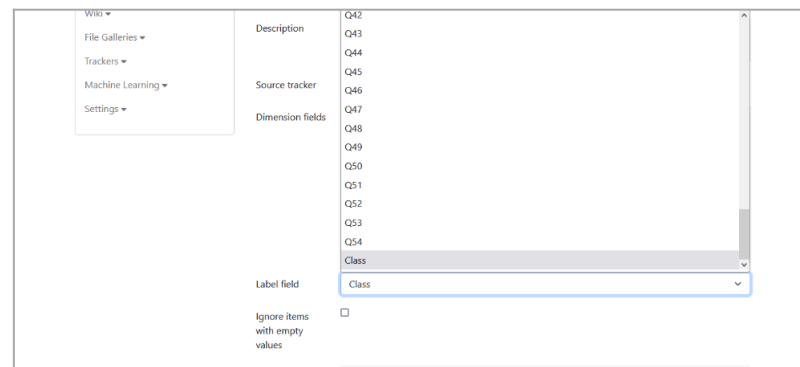 Wiki
File Galleries
Trackers
Machine Learning
Settings
Description
Source tracker
Dimension fields
Q42
Q43
Q44
Q45
Q46
Q47
Q48
Q49
Q50
Q51
Q52
Q53
Q54
Class
Label field
Class
Ignore items
with empty
values